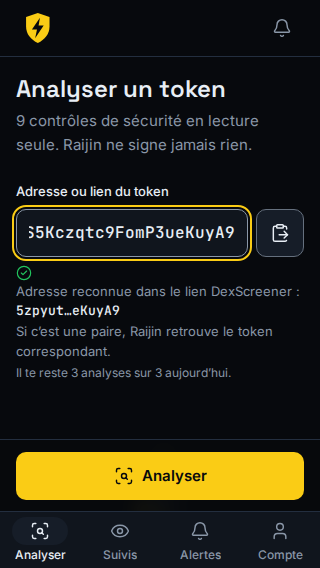 Analyser un token
9 contrôles de sécurité en lecture
seule. Raijin ne signe jamais rien.
Adresse ou lien du token
S5Kczqtc9FomP3ueKuyA9
Adresse reconnue dans le lien DexScreener :
5zpyut…eKuyA9
Si c’est une paire, Raijin retrouve le token
correspondant.
Il te reste 3 analyses sur 3 aujourd’hui.
Analyser
Analyser
Suivis
Alertes
Compte